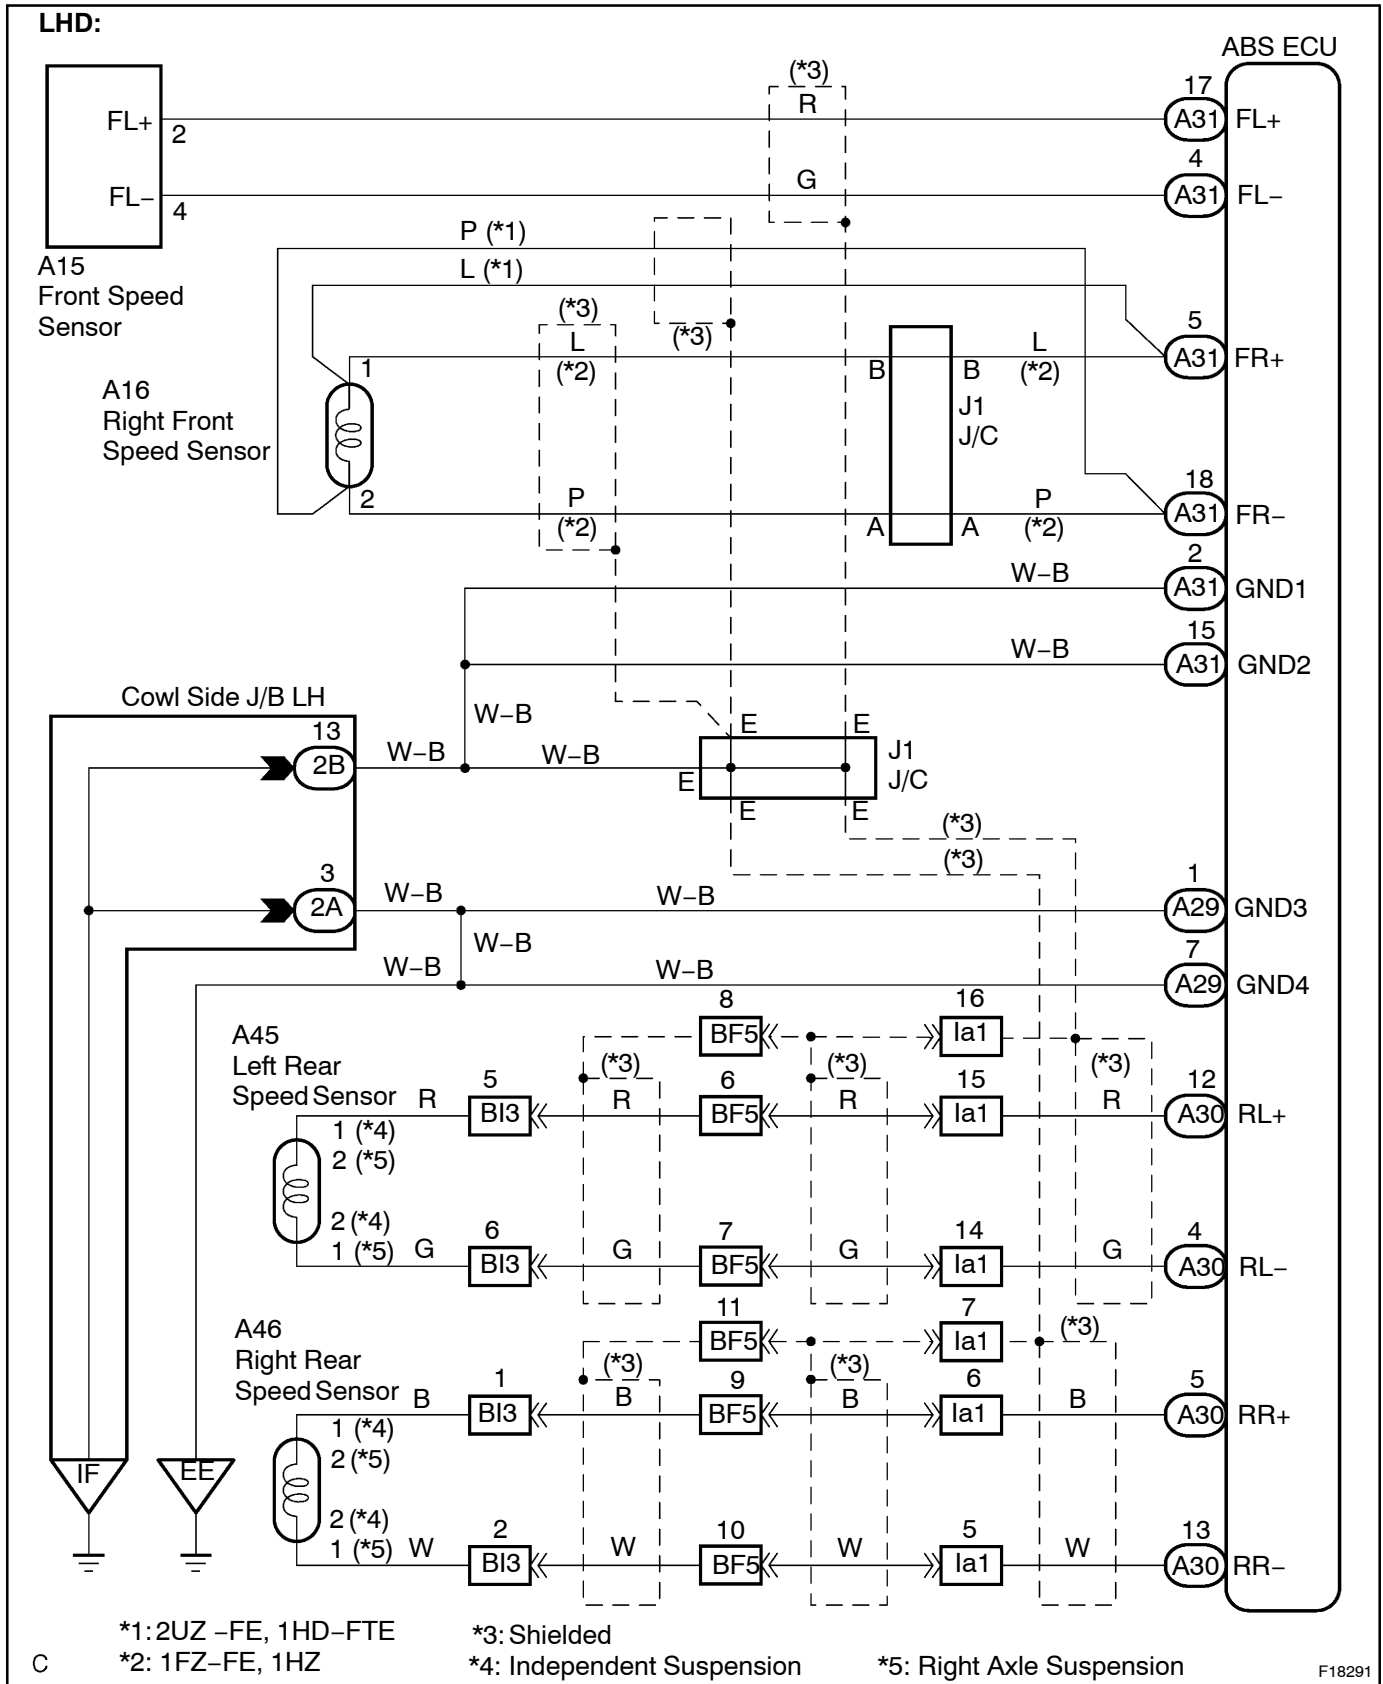 LHD:
ABS ECU
(*3)
17
R
FL+
2
A31
FL+
4
G
FL−
4
A31
FL−
P (*1)
A15
Front Speed
Sensor
L (*1)
(*3)
(*3)
5
1
L
(*2)
B
B
L
(*2)
A31
FR+
A16
Right Front
Speed Sensor
J1
J/C
18
2
P
(*2)
A
A
P
(*2)
A31
FR−
2
W−B
A31
GND1
15
W−B
A31
GND2
Cowl Side J/B LH
W−B
13
E
E
2B
W−B
W−B
E
J1
J/C
E
E
(*3)
(*3)
3
1
2A
W−B
W−B
A29
GND3
W−B
7
W−B
W−B
A29
GND4
8
16
A45
Left Rear
Speed Sensor
BF5
Ia1
(*3)
(*3)
(*3)
5
6
15
12
R
BI3
R
BF5
R
Ia1
R
A30
RL+
1 (*4)
2 (*5)
2 (*4)
1 (*5)
6
7
14
4
G
BI3
G
BF5
G
Ia1
G
A30
RL−
11
7
A46
Right Rear
Speed Sensor
BF5
Ia1
(*3)
(*3)
(*3)
1
9
6
5
B
BI3
B
BF5
B
Ia1
B
A30
RR+
1 (*4)
2 (*5)
IF
EE
2 (*4)
1 (*5)
2
10
5
13
W
BI3
W
BF5
W
Ia1
W
A30
RR−
*1: 2UZ −FE, 1HD−FTE
*3: Shielded
C
*2: 1FZ−FE, 1HZ
*4: Independent Suspension
*5: Right Axle Suspension
F18291